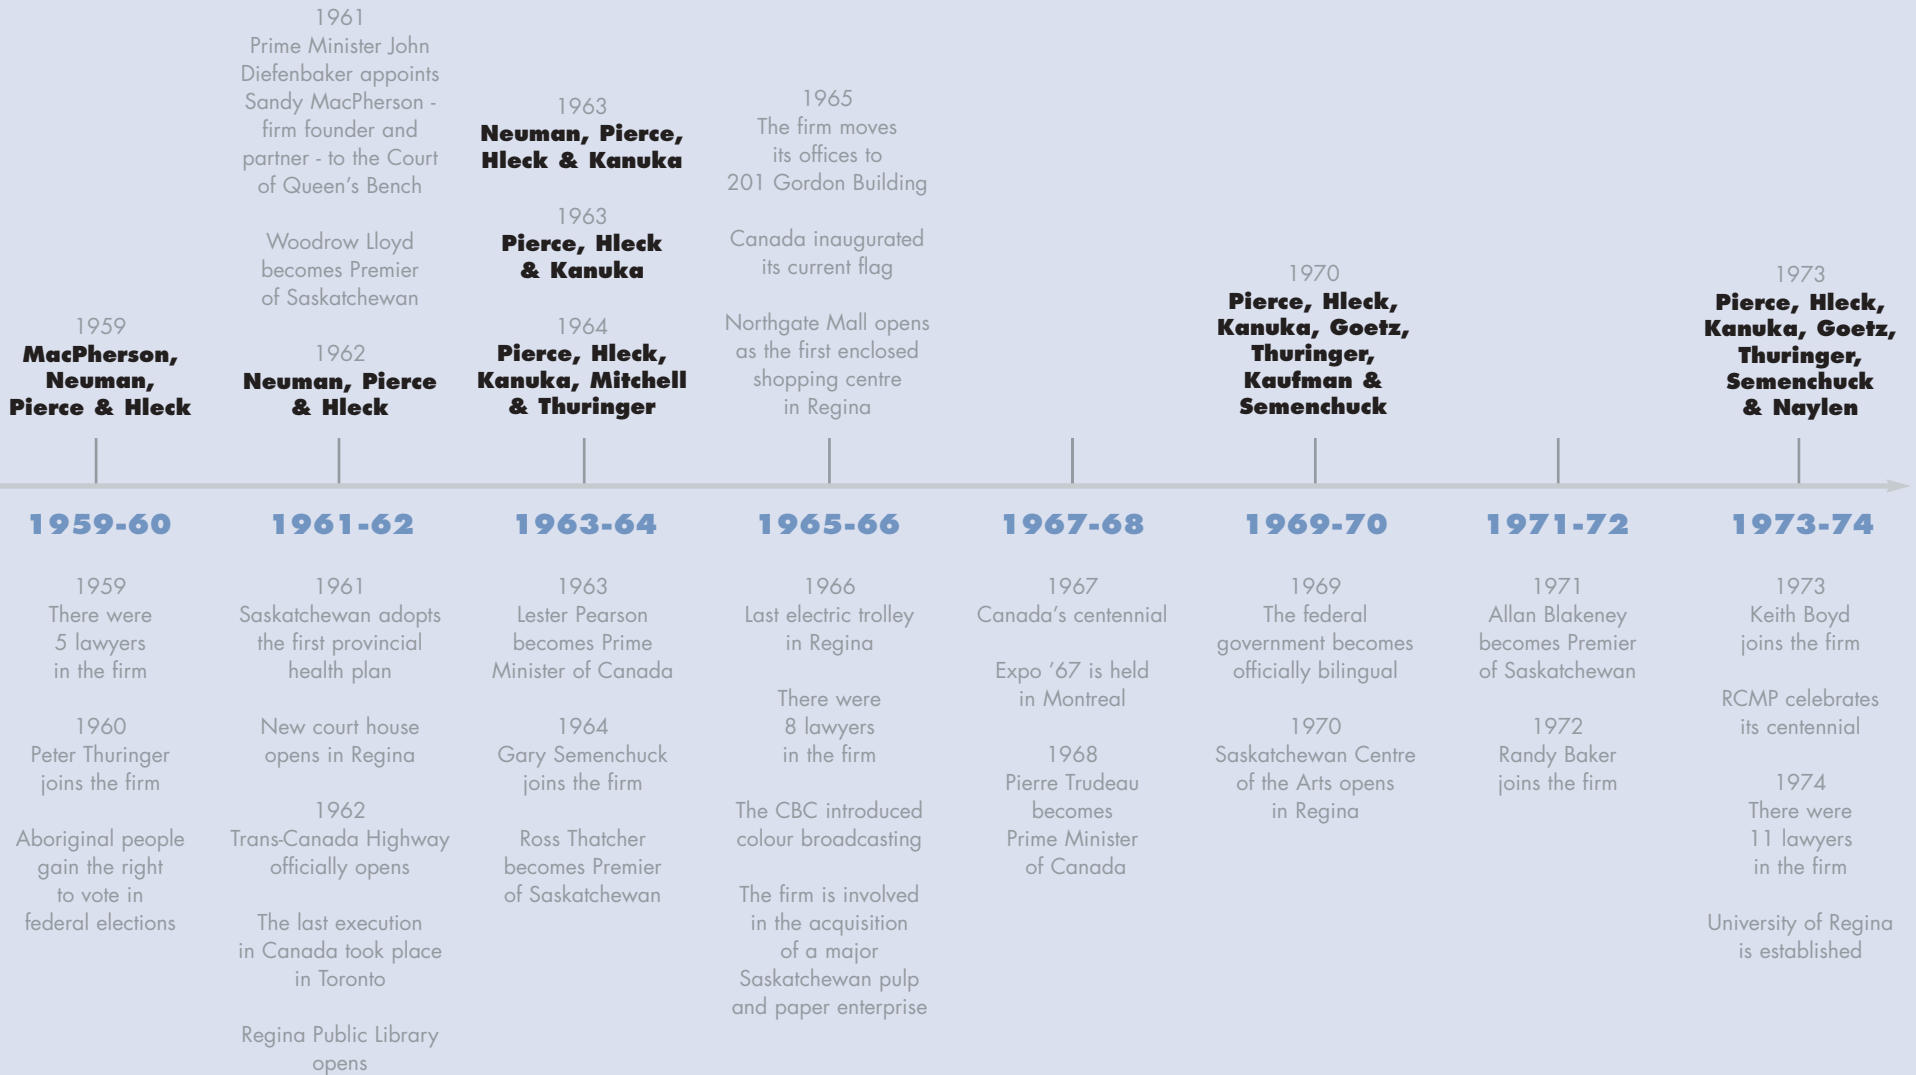 1959
MacPherson,
Neuman,
Pierce & Hleck
1961
Prime Minister John
Diefenbaker appoints
Sandy MacPherson -
firm founder and
partner - to the Court
of Queen's Bench
Woodrow Lloyd
becomes Premier
of Saskatchewan
1962
Neuman, Pierce
& Hleck
1963
Neuman, Pierce,
Hleck & Kanuka
1963
Pierce, Hleck
& Kanuka
1964
Pierce, Hleck,
Kanuka, Mitchell
& Thuringer
1965
The firm moves
its offices to
201 Gordon Building
Canada inaugurated
its current flag
Northgate Mall opens
as the first enclosed
shopping centre
in Regina
1970
Pierce, Hleck,
Kanuka, Goetz,
Thuringer,
Kaufman &
Semenchuck
1973
Pierce, Hleck,
Kanuka, Goetz,
Thuringer,
Semenchuck
& Naylen
1959-60
1961-62
1963-64
1965-66
1967-68
1969-70
1971-72
1973-74
1959
There were
5 lawyers
in the firm
1960
Peter Thuringer
joins the firm
Aboriginal people
gain the right
to vote in
federal elections
1961
Saskatchewan adopts
the first provincial
health plan
New court house
opens in Regina
1962
Trans-Canada Highway
officially opens
The last execution
in Canada took place
in Toronto
Regina Public Library
opens
1963
Lester Pearson
becomes Prime
Minister of Canada
1964
Gary Semenchuck
joins the firm
Ross Thatcher
becomes Premier
of Saskatchewan
1966
Last electric trolley
in Regina
There were
8 lawyers
in the firm
The CBC introduced
colour broadcasting
The firm is involved
in the acquisition
of a major
Saskatchewan pulp
and paper enterprise
1967
Canada's centennial
Expo '67 is held
in Montreal
1968
Pierre Trudeau
becomes
Prime Minister
of Canada
1969
The federal
government becomes
officially bilingual
1970
Saskatchewan Centre
of the Arts opens
in Regina
1971
Allan Blakeney
becomes Premier
of Saskatchewan
1972
Randy Baker
joins the firm
1973
Keith Boyd
joins the firm
RCMP celebrates
its centennial
1974
There were
11 lawyers
in the firm
University of Regina
is established